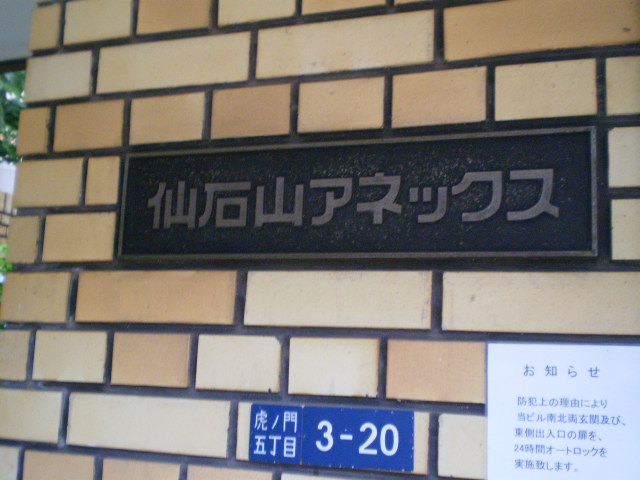 仙石山アネックス
虎ノ門
五丁目
3-20
お知らせ
防犯上の理由により
当ビル南北両玄関及び、
東側出入口の扉を、
24時間オートロックを
実施致します。